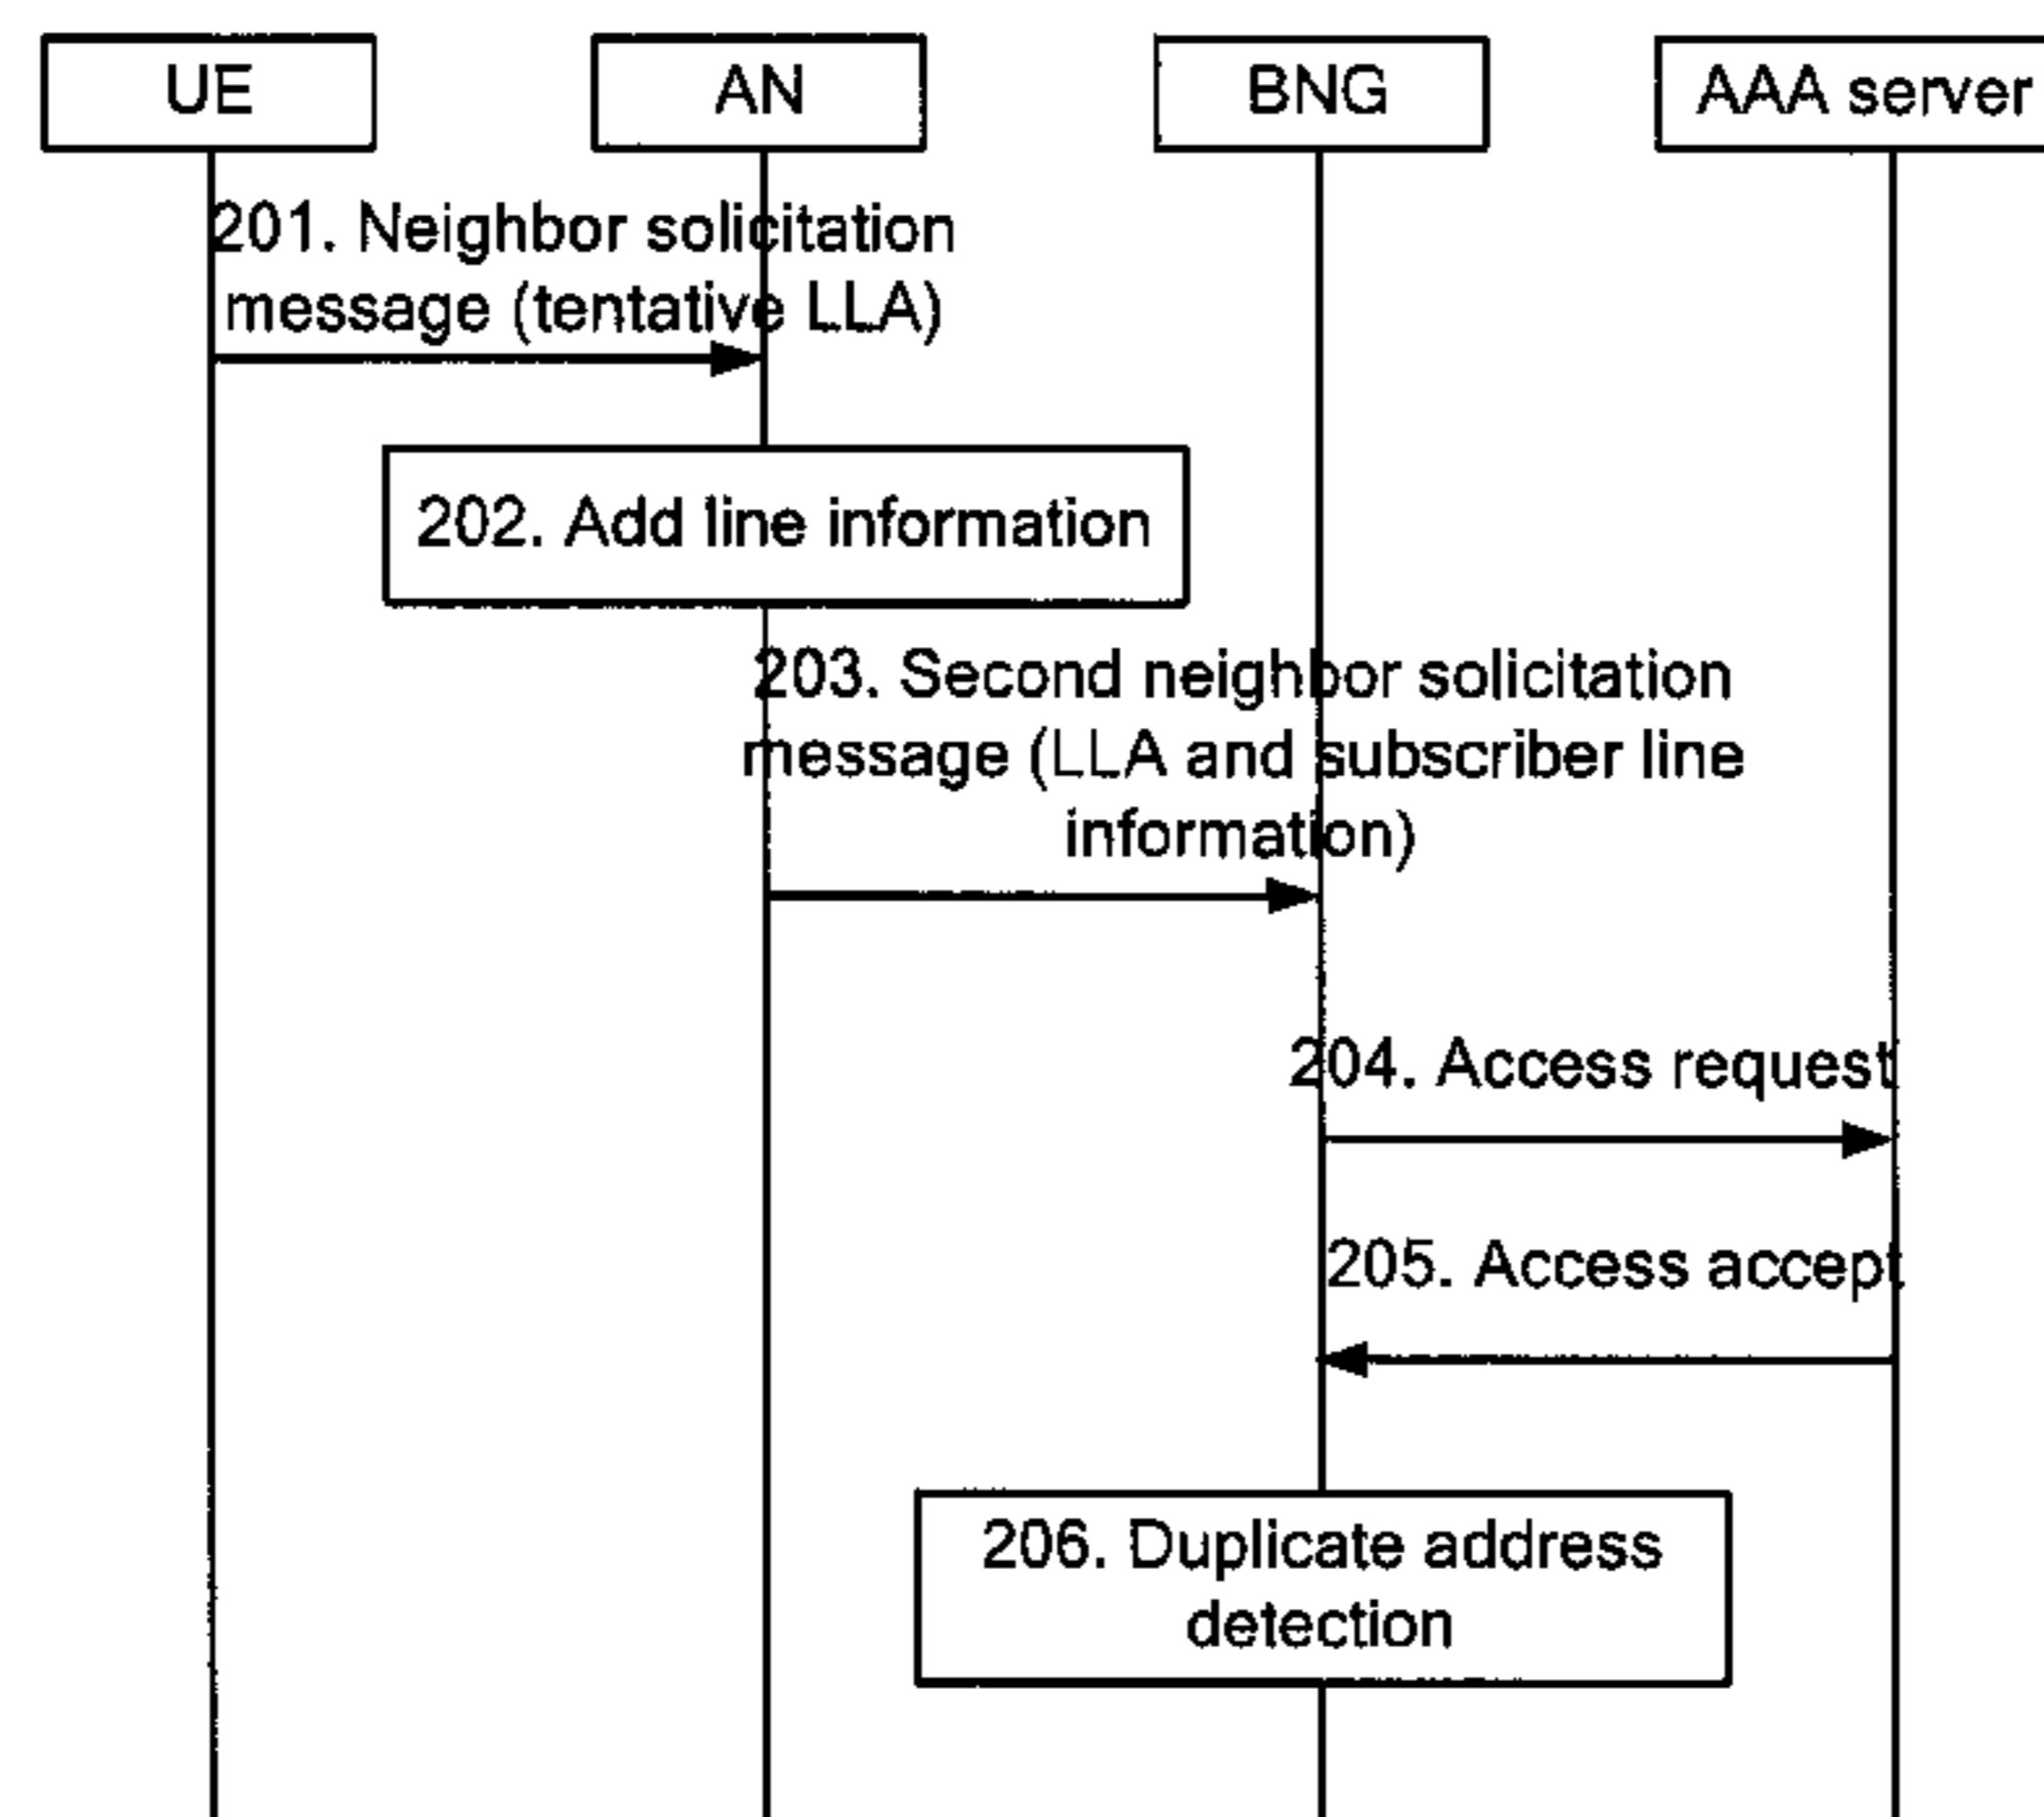 UE
AN
BNG
AAA server
201. Neighbor solicitation
message (tentative LLA)
202. Add line information
203. Second neighbor solicitation
message (LLA and subscriber line
information)
204. Access request
205. Access accept
206. Duplicate address
detection